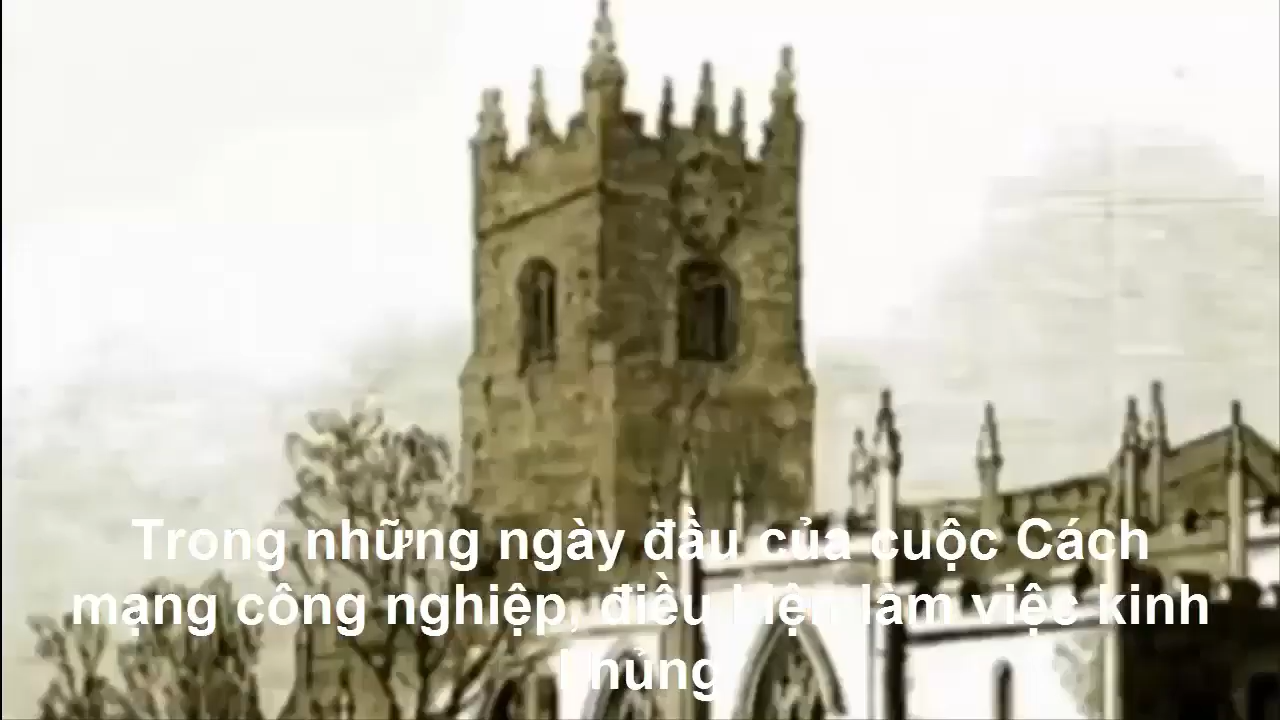 Trong những ngày đầu của cuộc Cách
mạng công nghiệp, điều kiện làm việc kinh
khủng